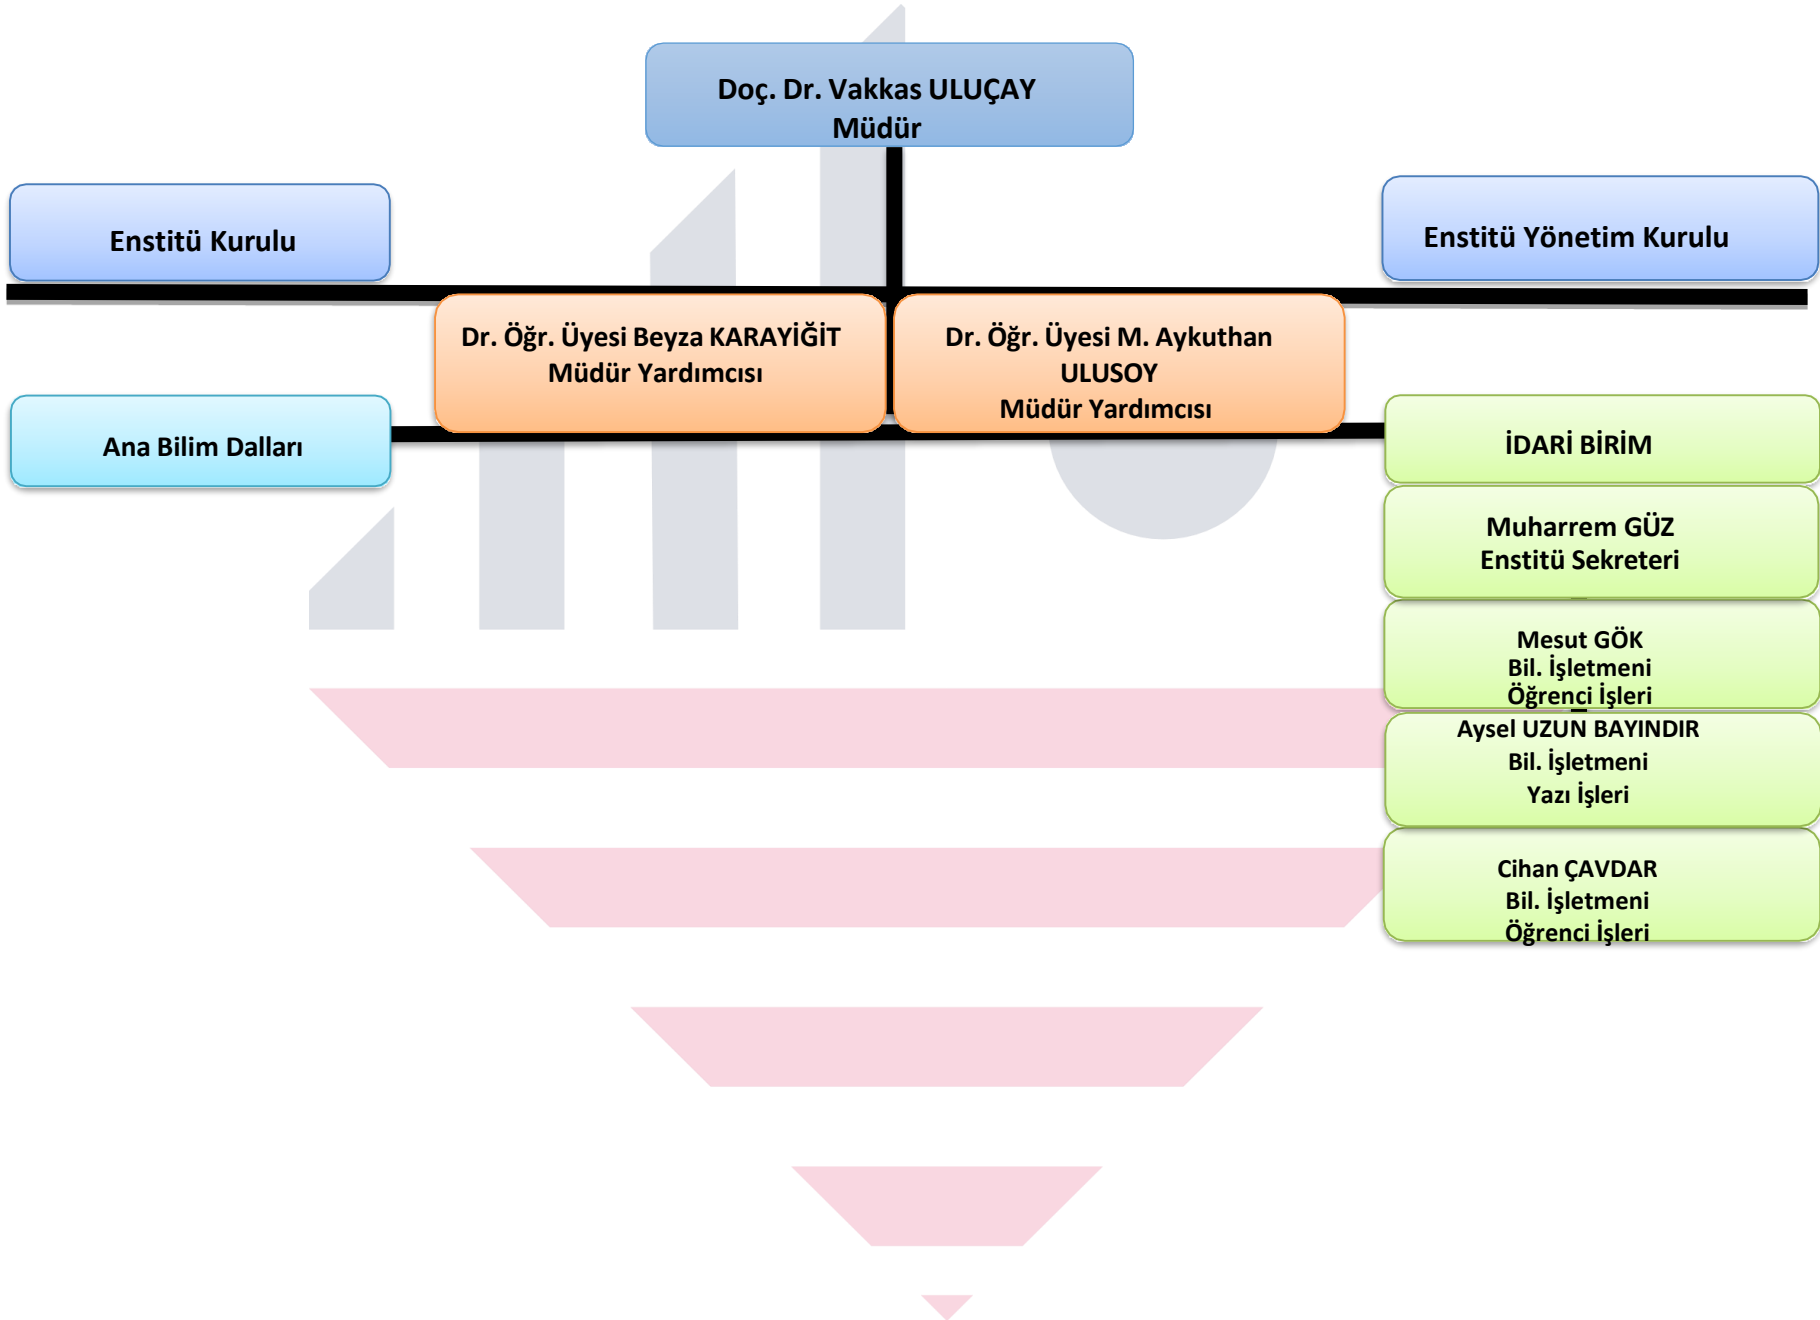 Doç. Dr. Vakkas ULUÇAY
Müdür
Enstitü Kurulu
Enstitü Yönetim Kurulu
Dr. Öğr. Üyesi Beyza KARAYİĞİT
Müdür Yardımcısı
Dr. Öğr. Üyesi M. Aykuthan
ULUSOY
Müdür Yardımcısı
Ana Bilim Dalları
İDARİ BİRİM
Muharrem GÜZ
Enstitü Sekreteri
Mesut GÖK
Bil. İşletmeni
Öğrenci İşleri
Aysel UZUN BAYINDIR
Bil. İşletmeni
Yazı İşleri
Cihan ÇAVDAR
Bil. İşletmeni
Öğrenci İşleri